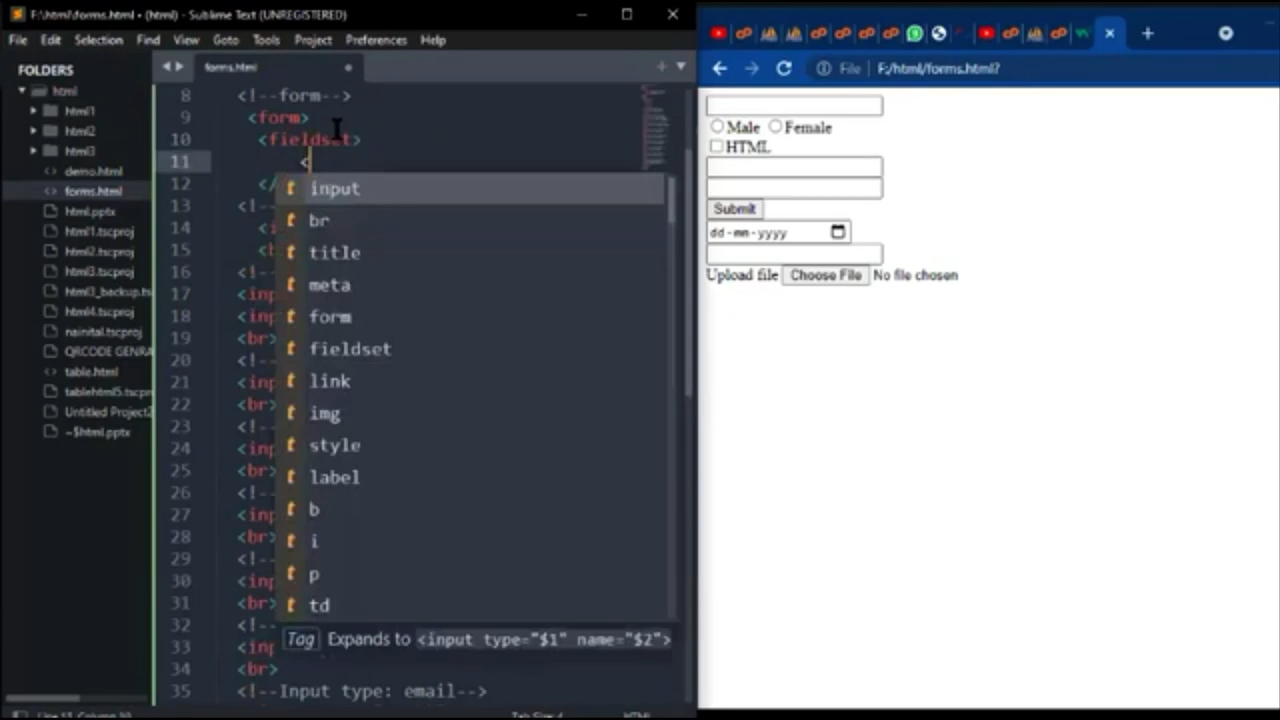 F:\html\forms.html • (html) - Sublime Text (UNREGISTERED)
File Edit Selection Find View Goto Tools Project Preferences Help
FOLDERS
html
html1
html2
html3
demo.html
forms.html
html.pptx
html1.tscproj
html2.tscproj
html3.tscproj
html3_backup.ts
html4.tscproj
nainital.tscproj
QRCODE GENRA
table.html
tablehtml5.tscpr
Untitled Project2
~$html.pptx
forms.html
8 <!--form-->
9 <form>
10 <fieldset>
11 <
12 </
13 <!--
14 <i
15 <b
16 <!--
17 <inp
18 <inp
19 <br>
20 <!--
21 <inp
22 <br>
23 <!--
24 <inp
25 <br>
26 <!--
27 <inp
28 <br>
29 <!--
30 <inp
31 <br>
32 <!--
33 <inp
34 <br>
35 <!--Input type: email-->
t input
t br
t title
t meta
t form
t fieldset
t link
t img
t style
t label
t b
t i
t p
t td
Tag Expands to <input type="$1" name="$2">
File F:/html/forms.html?
Male Female
HTML
Submit
dd-mm-yyyy
Upload file Choose File No file chosen